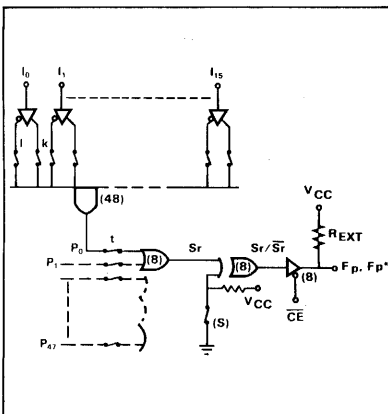 I₀ I₁ I₁₅
l k
(48)
P₀ t (8) Sr (8) Sr/S̅r̅ (8) Fp, Fp*
P₁
VCC
REXT
VCC
(S)
C̅E̅
P₄₇